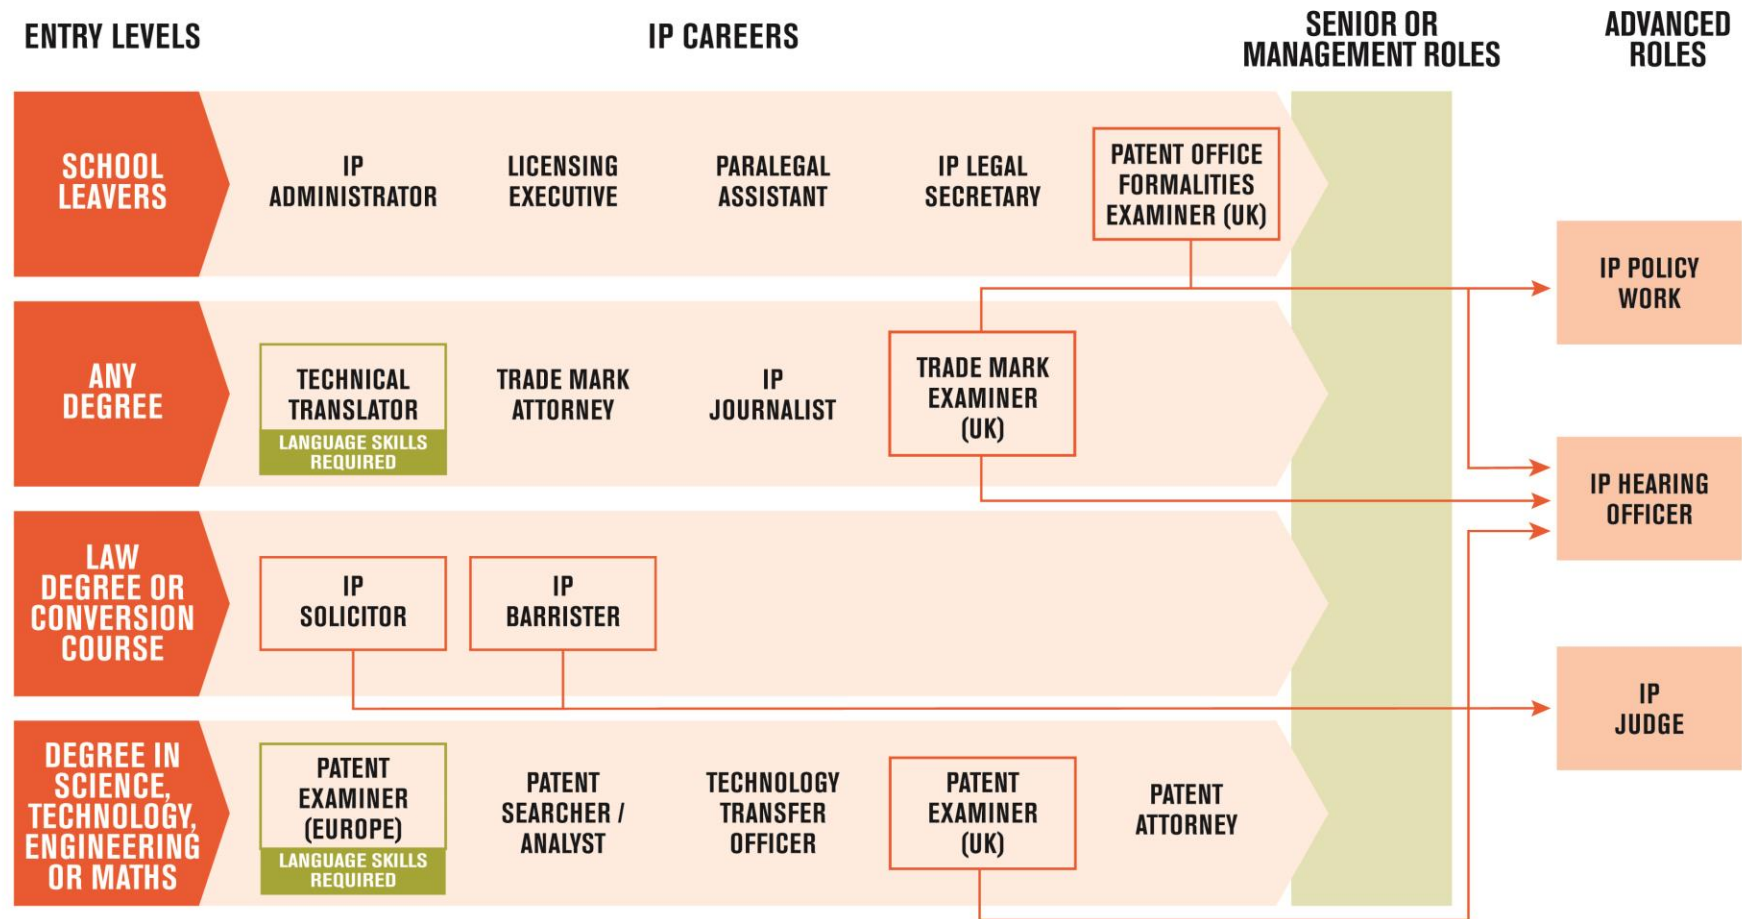 ENTRY LEVELS
IP CAREERS
SENIOR OR
MANAGEMENT ROLES
ADVANCED
ROLES
SCHOOL
LEAVERS
IP
ADMINISTRATOR
LICENSING
EXECUTIVE
PARALEGAL
ASSISTANT
IP LEGAL
SECRETARY
PATENT OFFICE
FORMALITIES
EXAMINER (UK)
IP POLICY
WORK
ANY
DEGREE
TECHNICAL
TRANSLATOR
LANGUAGE SKILLS
REQUIRED
TRADE MARK
ATTORNEY
IP
JOURNALIST
TRADE MARK
EXAMINER
(UK)
IP HEARING
OFFICER
LAW
DEGREE OR
CONVERSION
COURSE
IP
SOLICITOR
IP
BARRISTER
IP
JUDGE
DEGREE IN
SCIENCE,
TECHNOLOGY,
ENGINEERING
OR MATHS
PATENT
EXAMINER
(EUROPE)
LANGUAGE SKILLS
REQUIRED
PATENT
SEARCHER /
ANALYST
TECHNOLOGY
TRANSFER
OFFICER
PATENT
EXAMINER
(UK)
PATENT
ATTORNEY